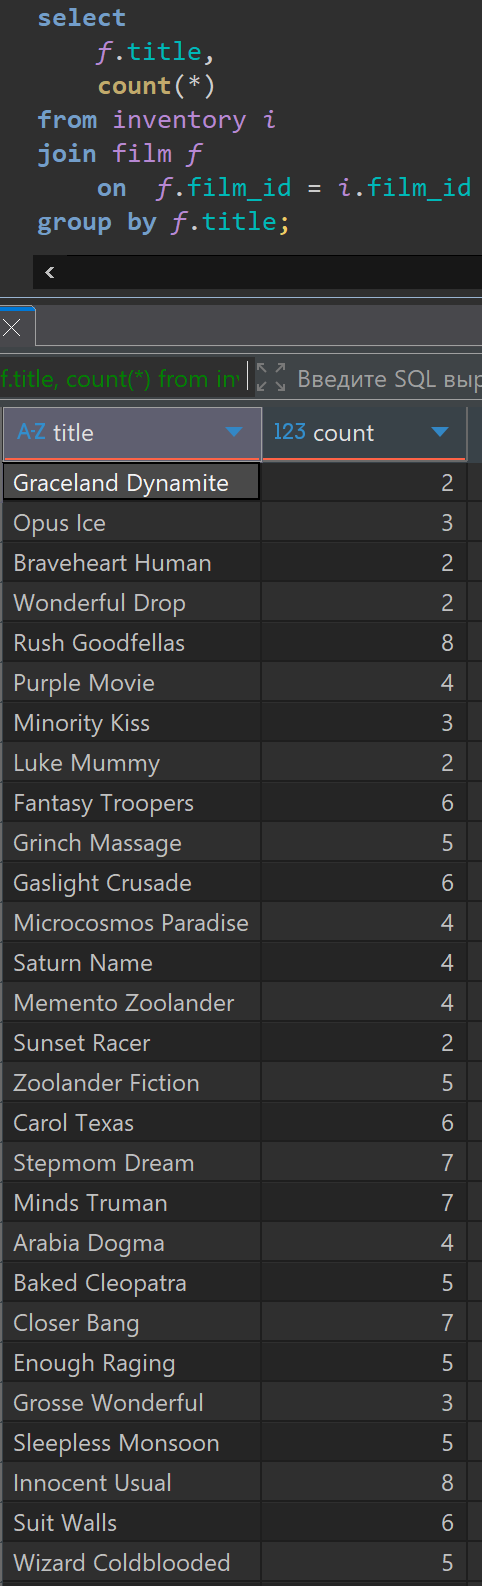 select
f.title,
count(*)
from inventory i
join film f
on f.film_id = i.film_id
group by f.title;
f.title, count(*) from Введите SQL
A-Z title 123 count
Graceland Dynamite 2
Opus Ice 3
Braveheart Human 2
Wonderful Drop 2
Rush Goodfellas 8
Purple Movie 4
Minority Kiss 3
Luke Mummy 2
Fantasy Troopers 6
Grinch Massage 5
Gaslight Crusade 6
Microcosmos Paradise 4
Saturn Name 4
Memento Zoolander 4
Sunset Racer 2
Zoolander Fiction 5
Carol Texas 6
Stepmom Dream 7
Minds Truman 7
Arabia Dogma 4
Baked Cleopatra 5
Closer Bang 7
Enough Raging 5
Grosse Wonderful 3
Sleepless Monsoon 5
Innocent Usual 8
Suit Walls 6
Wizard Coldblooded 5